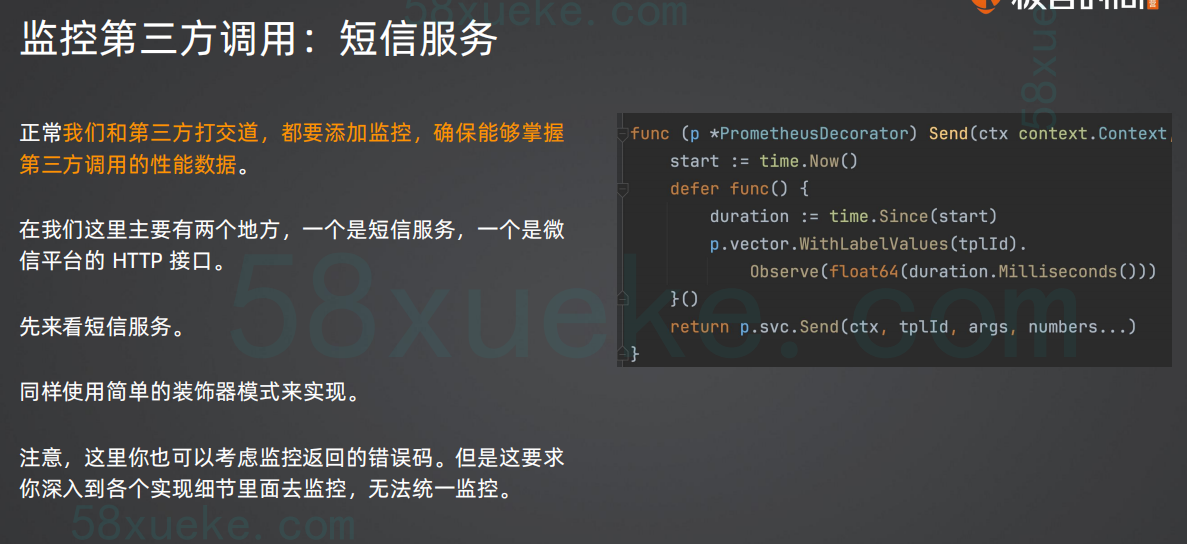 58xueke.com
监控第三方调用：短信服务
58xue
正常我们和第三方打交道，都要添加监控，确保能够掌握
第三方调用的性能数据。
在我们这里主要有两个地方，一个是短信服务，一个是微
信平台的 HTTP 接口。
先来看短信服务。
同样使用简单的装饰器模式来实现。
注意，这里你也可以考虑监控返回的错误码。但是这要求
你深入到各个实现细节里面去监控，无法统一监控。
func (p *PrometheusDecorator) Send(ctx context.Context,
start := time.Now()
defer func() {
duration := time.Since(start)
p.vector.WithLabelValues(tplId).
Observe(float64(duration.Milliseconds()))
}()
return p.svc.Send(ctx, tplId, args, numbers...)
}
58xueke.com
58xueke.com